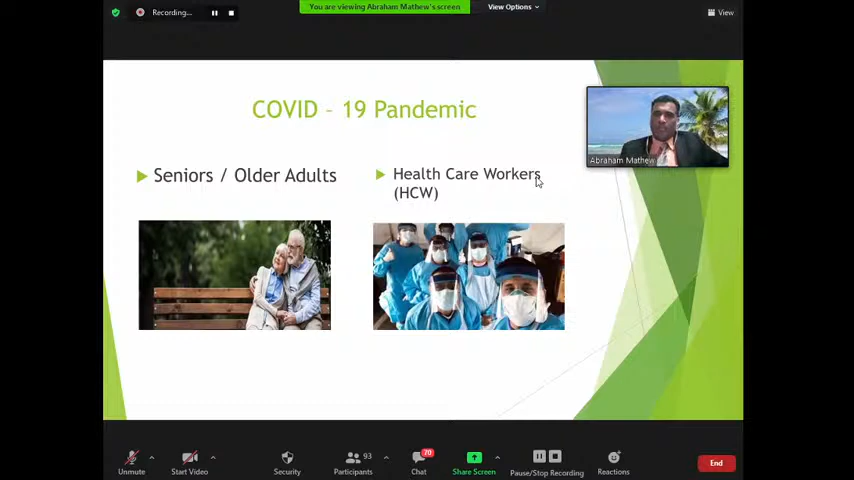 Recording...
You are viewing Abraham Mathew's screen
View Options
View
COVID - 19 Pandemic
Seniors / Older Adults
Health Care Workers
(HCW)
Abraham Mathew
Unmute
Start Video
Security
93
Participants
70
Chat
Share Screen
Pause/Stop Recording
Reactions
End